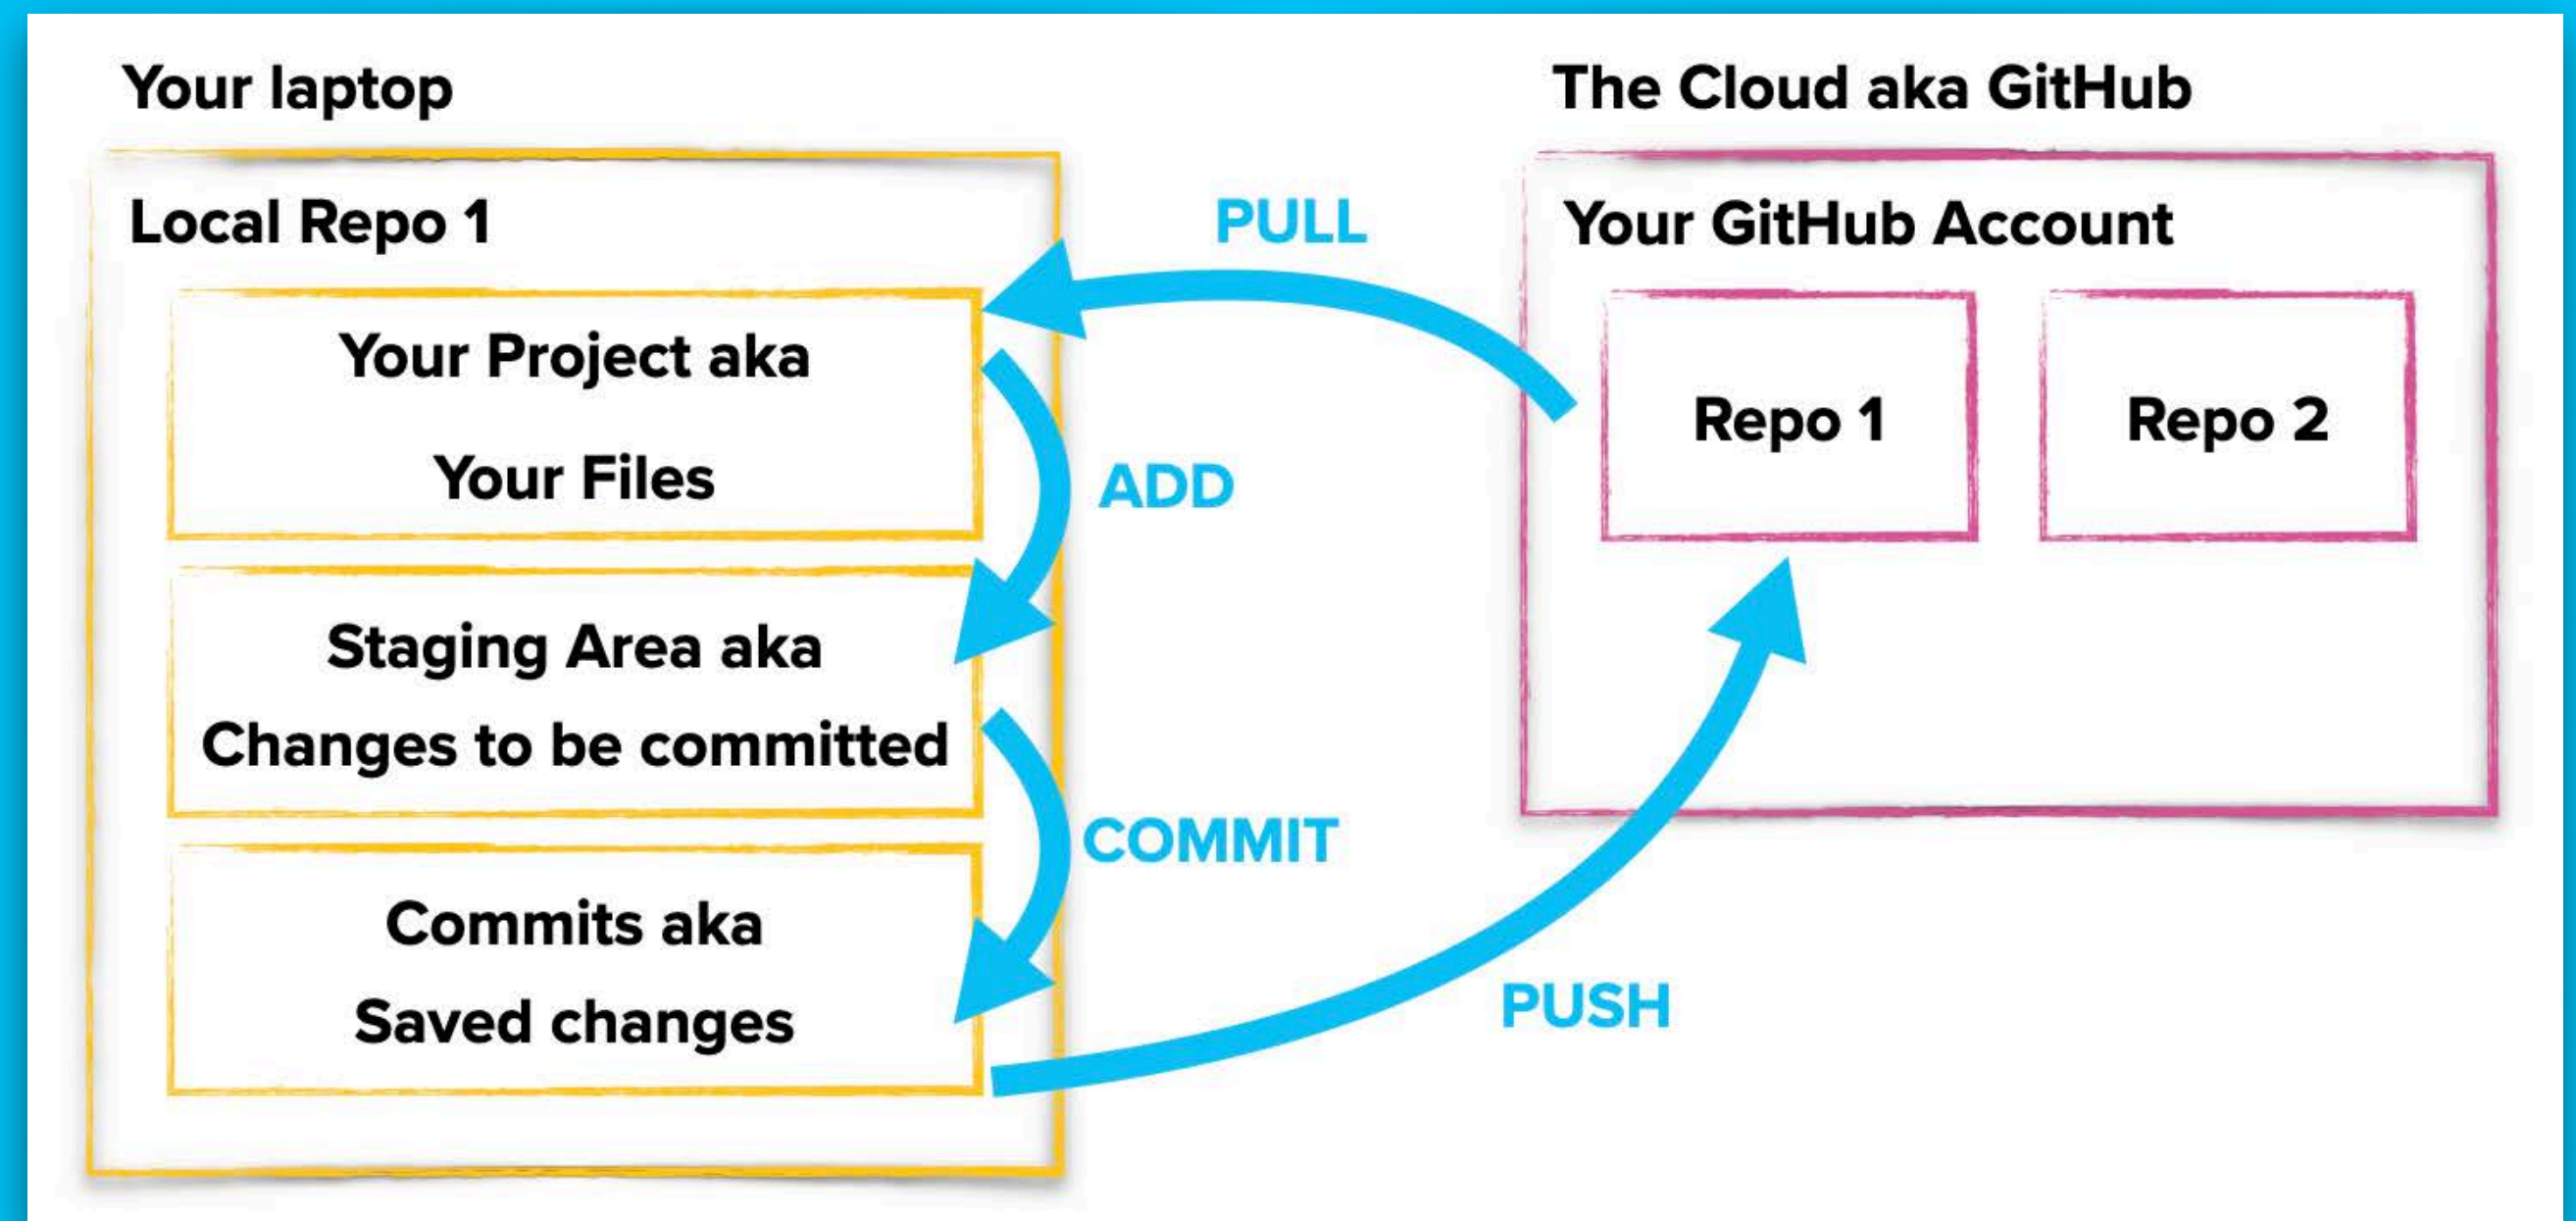 Your laptop
Local Repo 1
Your Project aka
Your Files
Staging Area aka
Changes to be committed
Commits aka
Saved changes
PULL
ADD
COMMIT
PUSH
The Cloud aka GitHub
Your GitHub Account
Repo 1
Repo 2